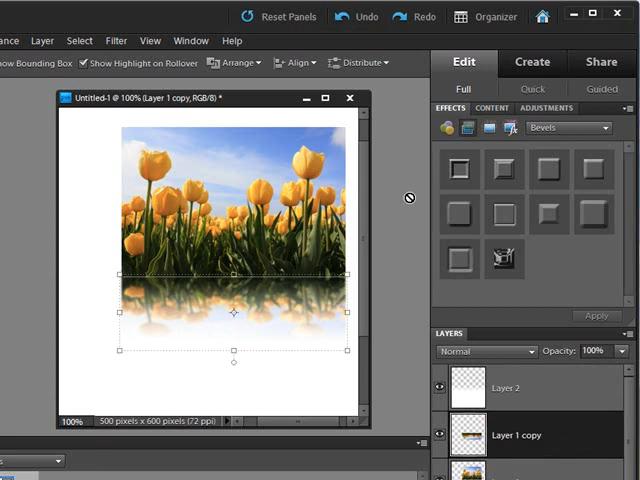 Reset Panels Undo Redo Organizer
ance Layer Select Filter View Window Help
how Bounding Box Show Highlight on Rollover Arrange Align Distribute
Edit Create Share
Full Quick Guided
EFFECTS CONTENT ADJUSTMENTS
Bevels
Untitled-1 @ 100% (Layer 1 copy, RGB/8) *
Apply
LAYERS
Normal Opacity: 100%
Layer 2
Layer 1 copy
100% 500 pixels x 600 pixels (72 ppi)
s